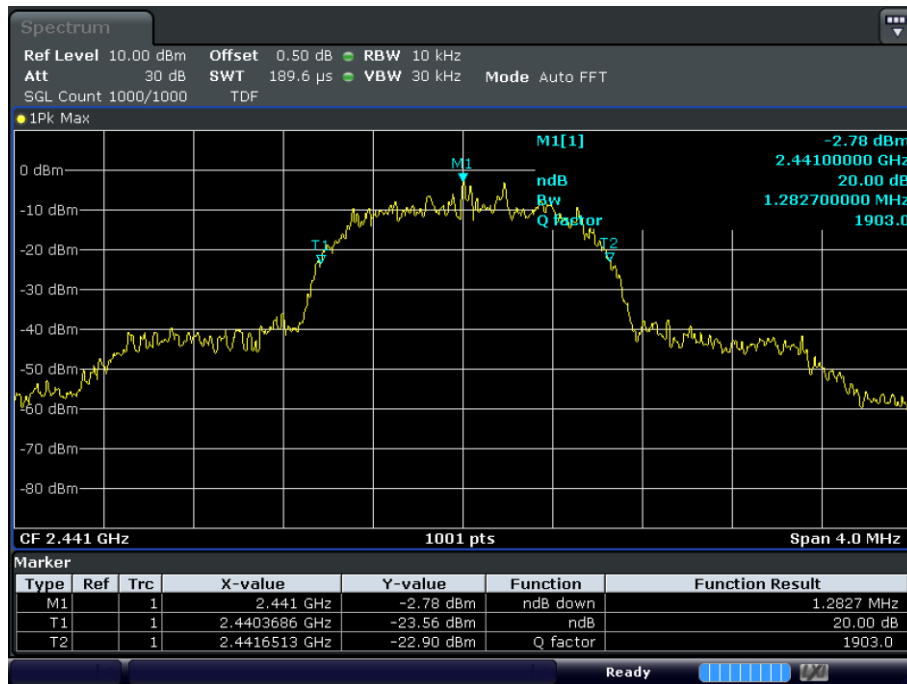 Spectrum
Ref Level 10.00 dBm Offset 0.50 dB RBW 10 kHz
Att 30 dB SWT 189.6 µs VBW 30 kHz Mode Auto FFT
SGL Count 1000/1000 TDF
1Pk Max
M1[1] -2.78 dBm
2.44100000 GHz
M1
0 dBm
ndB 20.00 dB
Bw 1.282700000 MHz
-10 dBm
Q factor 1903.0
T1 T2
-20 dBm
-30 dBm
-40 dBm
-50 dBm
-60 dBm
-70 dBm
-80 dBm
CF 2.441 GHz 1001 pts Span 4.0 MHz
Marker
Type Ref Trc X-value Y-value Function Function Result
M1 1 2.441 GHz -2.78 dBm ndB down 1.2827 MHz
T1 1 2.4403686 GHz -23.56 dBm ndB 20.00 dB
T2 1 2.4416513 GHz -22.90 dBm Q factor 1903.0
Ready